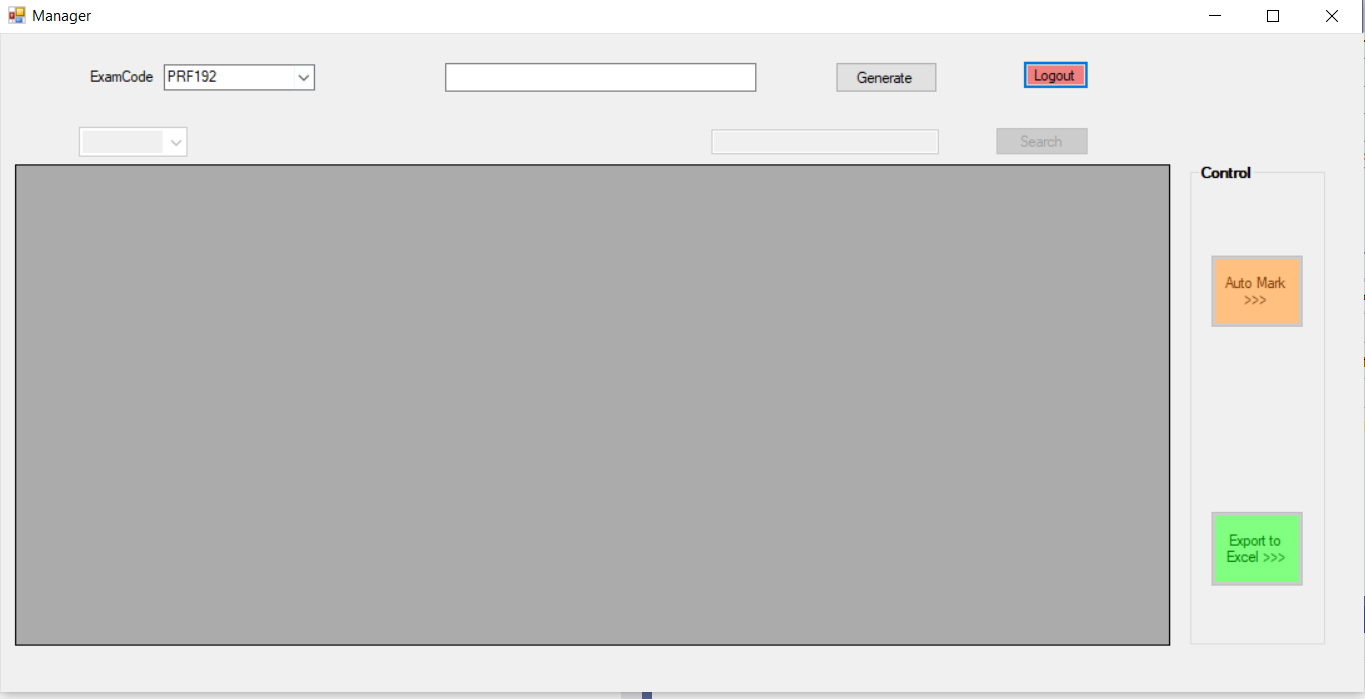 Manager
ExamCode PRF192 Generate Logout
Search
Control
Auto Mark
>>>
Export to
Excel >>>